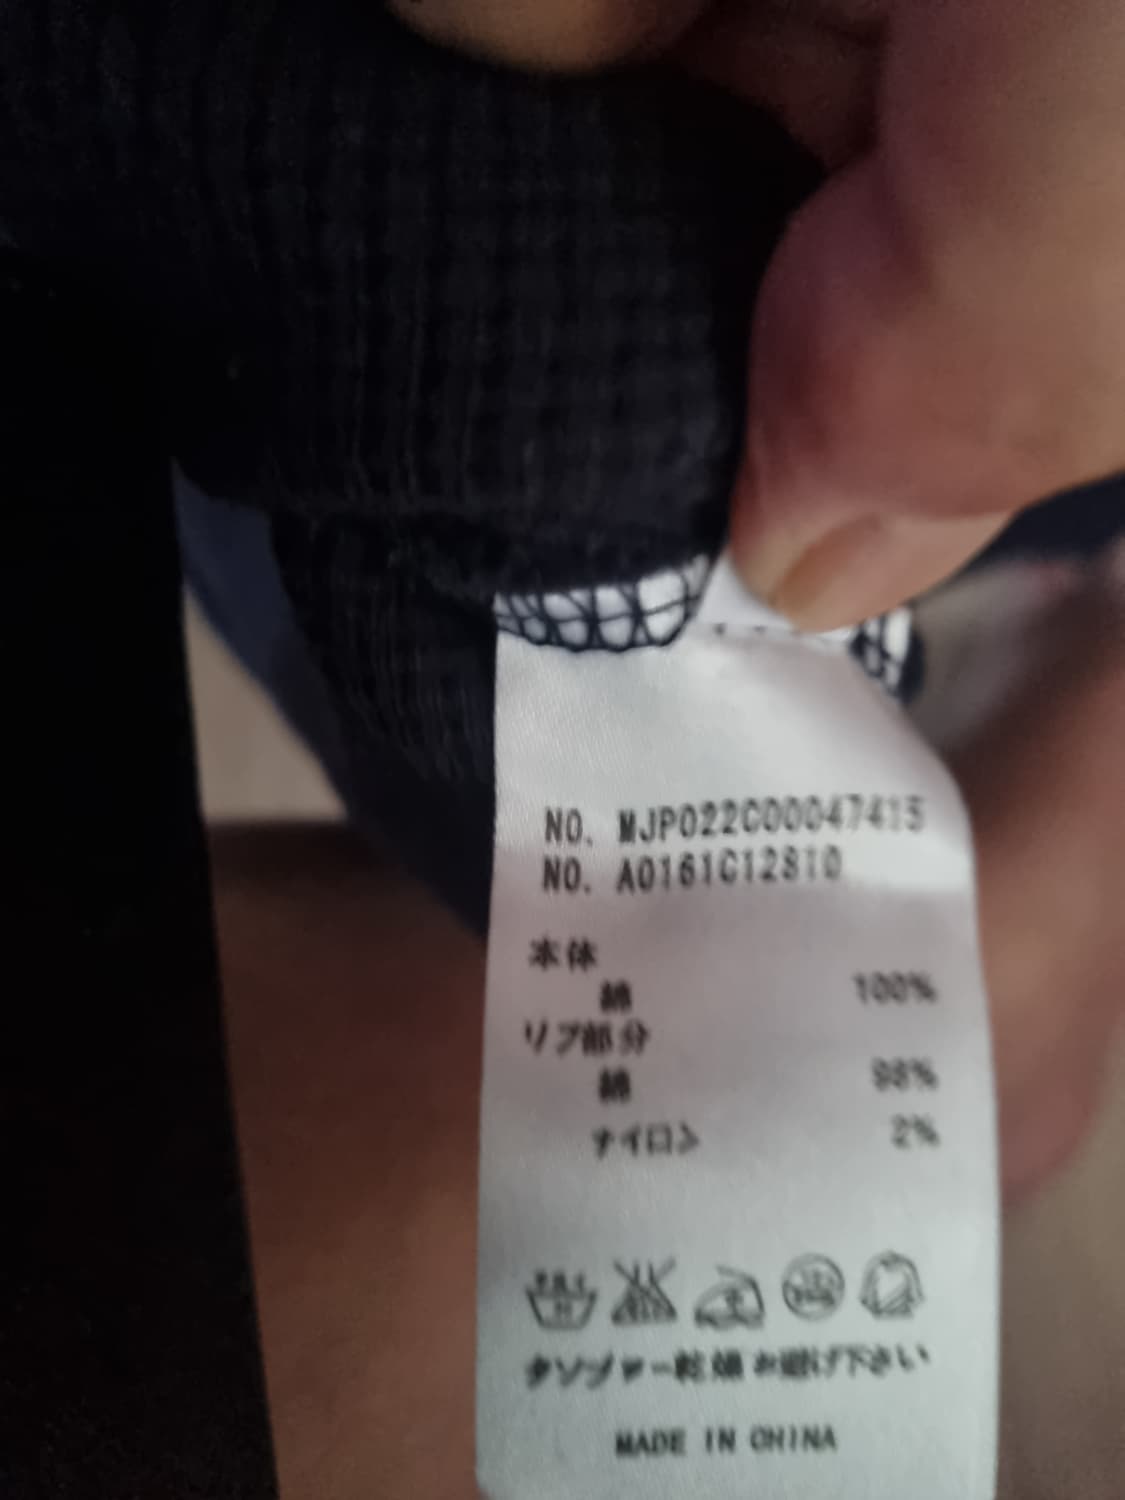 NO. MJP022C00047415
NO. A0161C12810
本体
綿 100%
リブ部分
綿 98%
ナイロン 2%
タンブラー乾燥お避け下さい
MADE IN CHINA